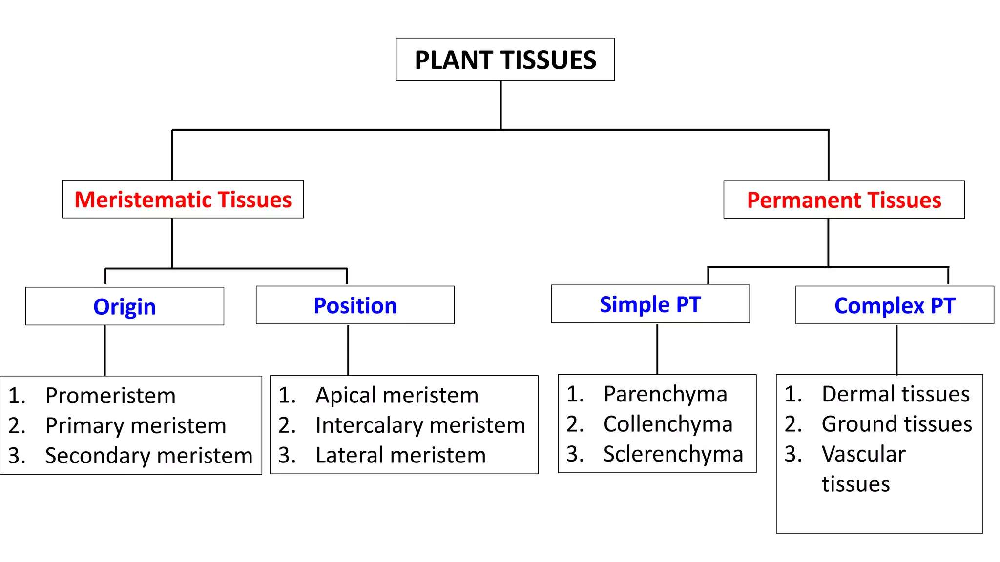 PLANT TISSUES
Meristematic Tissues
Permanent Tissues
Origin
Position
Simple PT
Complex PT
1. Promeristem
2. Primary meristem
3. Secondary meristem
1. Apical meristem
2. Intercalary meristem
3. Lateral meristem
1. Parenchyma
2. Collenchyma
3. Sclerenchyma
1. Dermal tissues
2. Ground tissues
3. Vascular
tissues